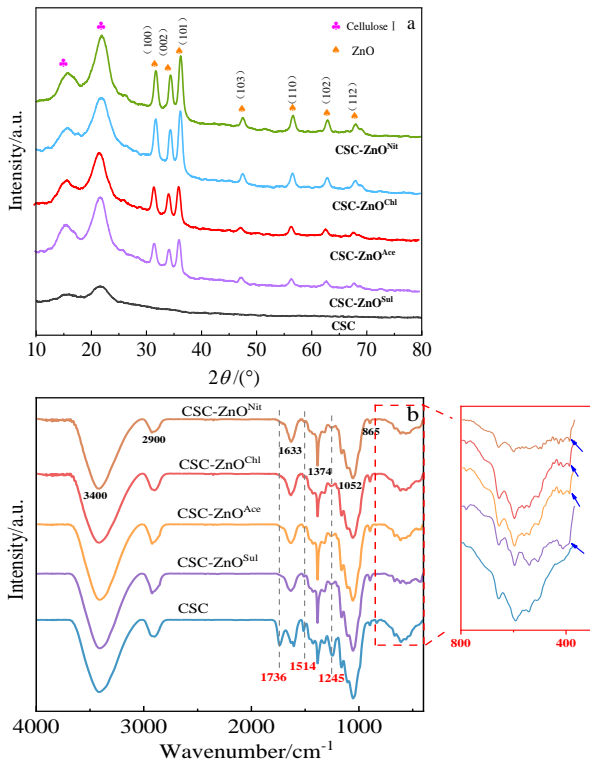 ♣ Cellulose Ⅰ a
♠ ZnO
(100)
(002)
(101)
(103)
(110)
(102)
(112)
CSC-ZnO^Nit
CSC-ZnO^Chl
CSC-ZnO^Ace
CSC-ZnO^Sul
CSC
Intensity/a.u.
10 20 30 40 50 60 70 80
2θ/(°)
b
CSC-ZnO^Nit
2900
865
1633
1374
CSC-ZnO^Chl
3400
1052
CSC-ZnO^Ace
CSC-ZnO^Sul
CSC
1736
1514
1245
Intensity/a.u.
4000 3000 2000 1000
Wavenumber/cm⁻¹
800 400